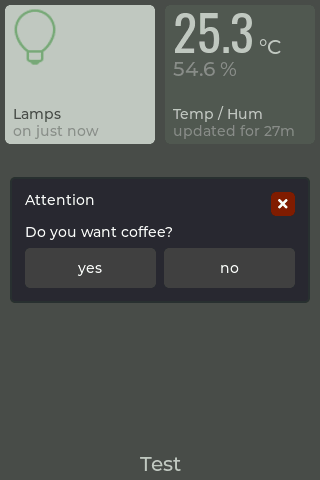 25.3 °C
54.6 %
Lamps
on just now
Temp / Hum
updated for 27m
Attention
Do you want coffee?
yes
no
Test